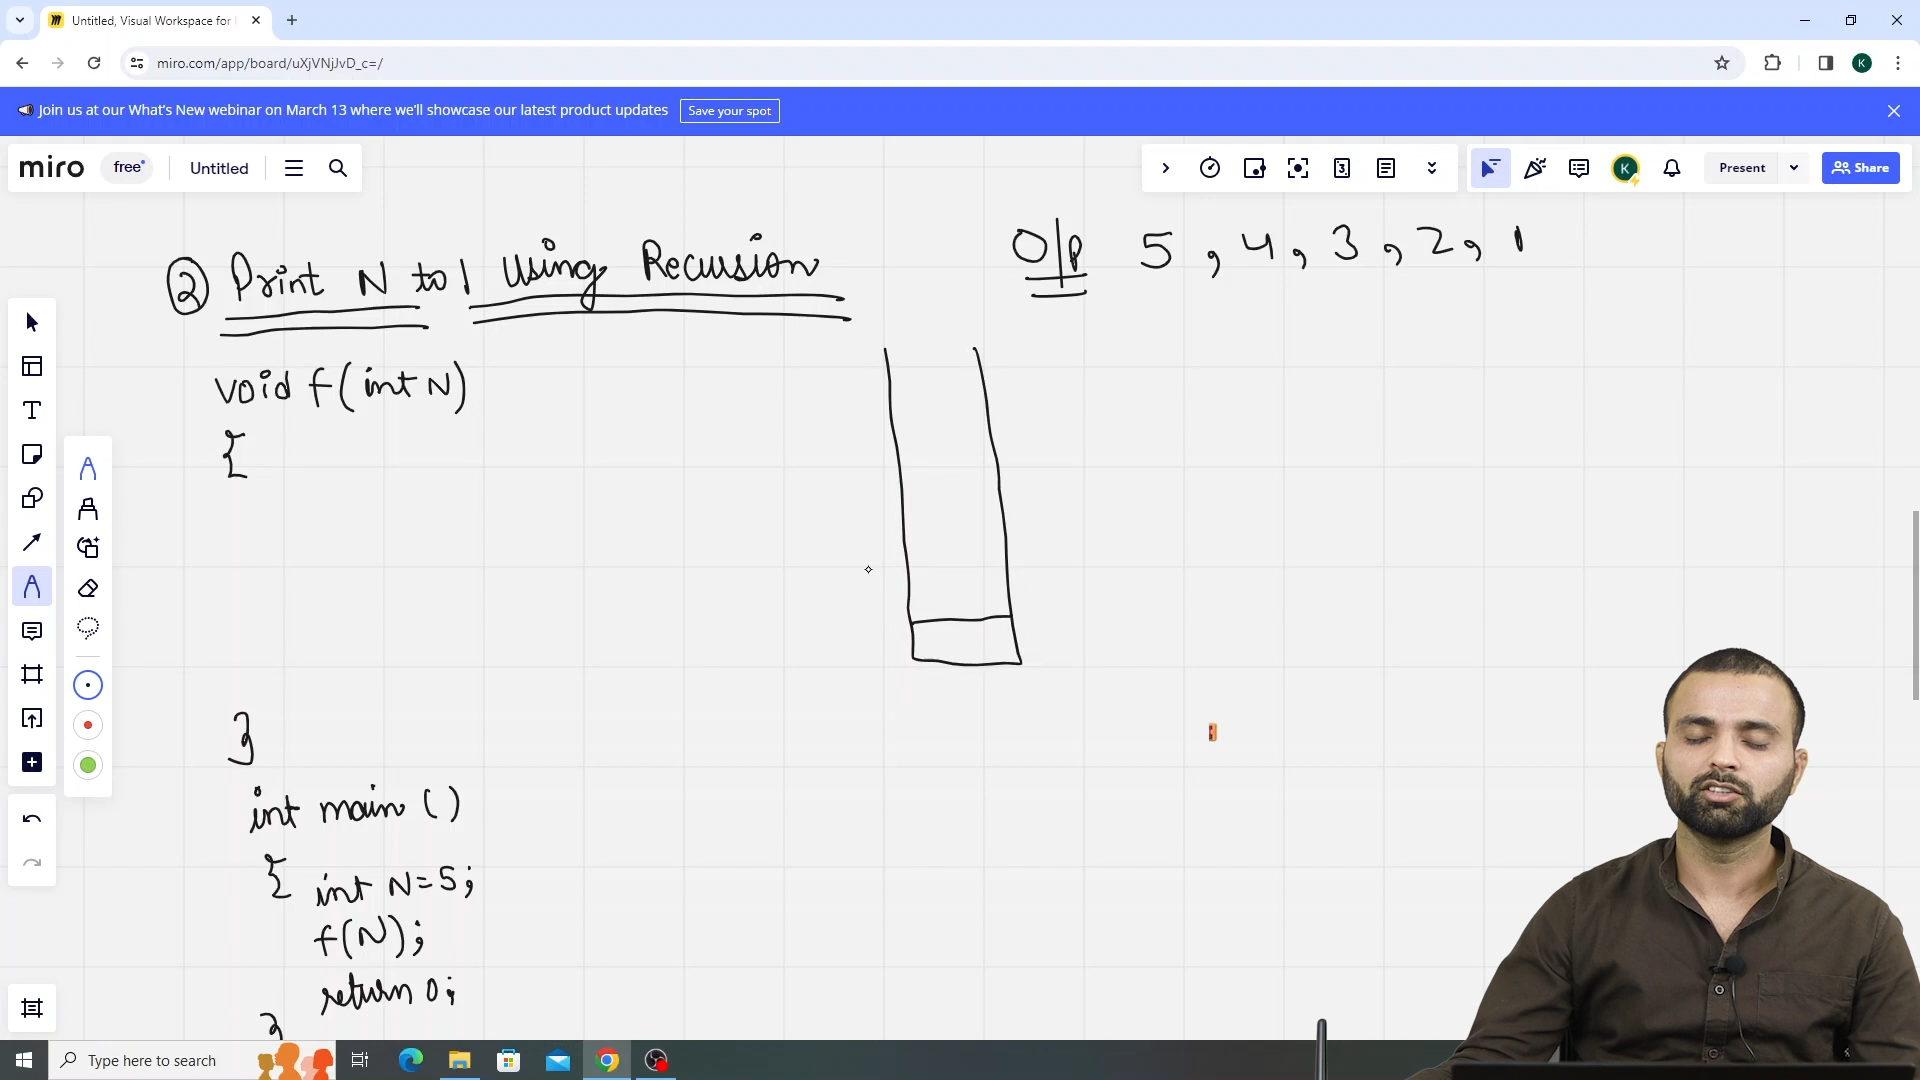 Untitled, Visual Workspace for
miro.com/app/board/uXjVNjJvD_c=/
K
Join us at our What's New webinar on March 13 where we'll showcase our latest product updates
Save your spot
miro
free
Untitled
3
K
Present
Share
② Print N to 1 using Recursion
O|P 5 , 4 , 3 , 2 , 1
void f(int N)
{
}
int main ()
{ int N=5;
f(N);
return 0;
}
Type here to search